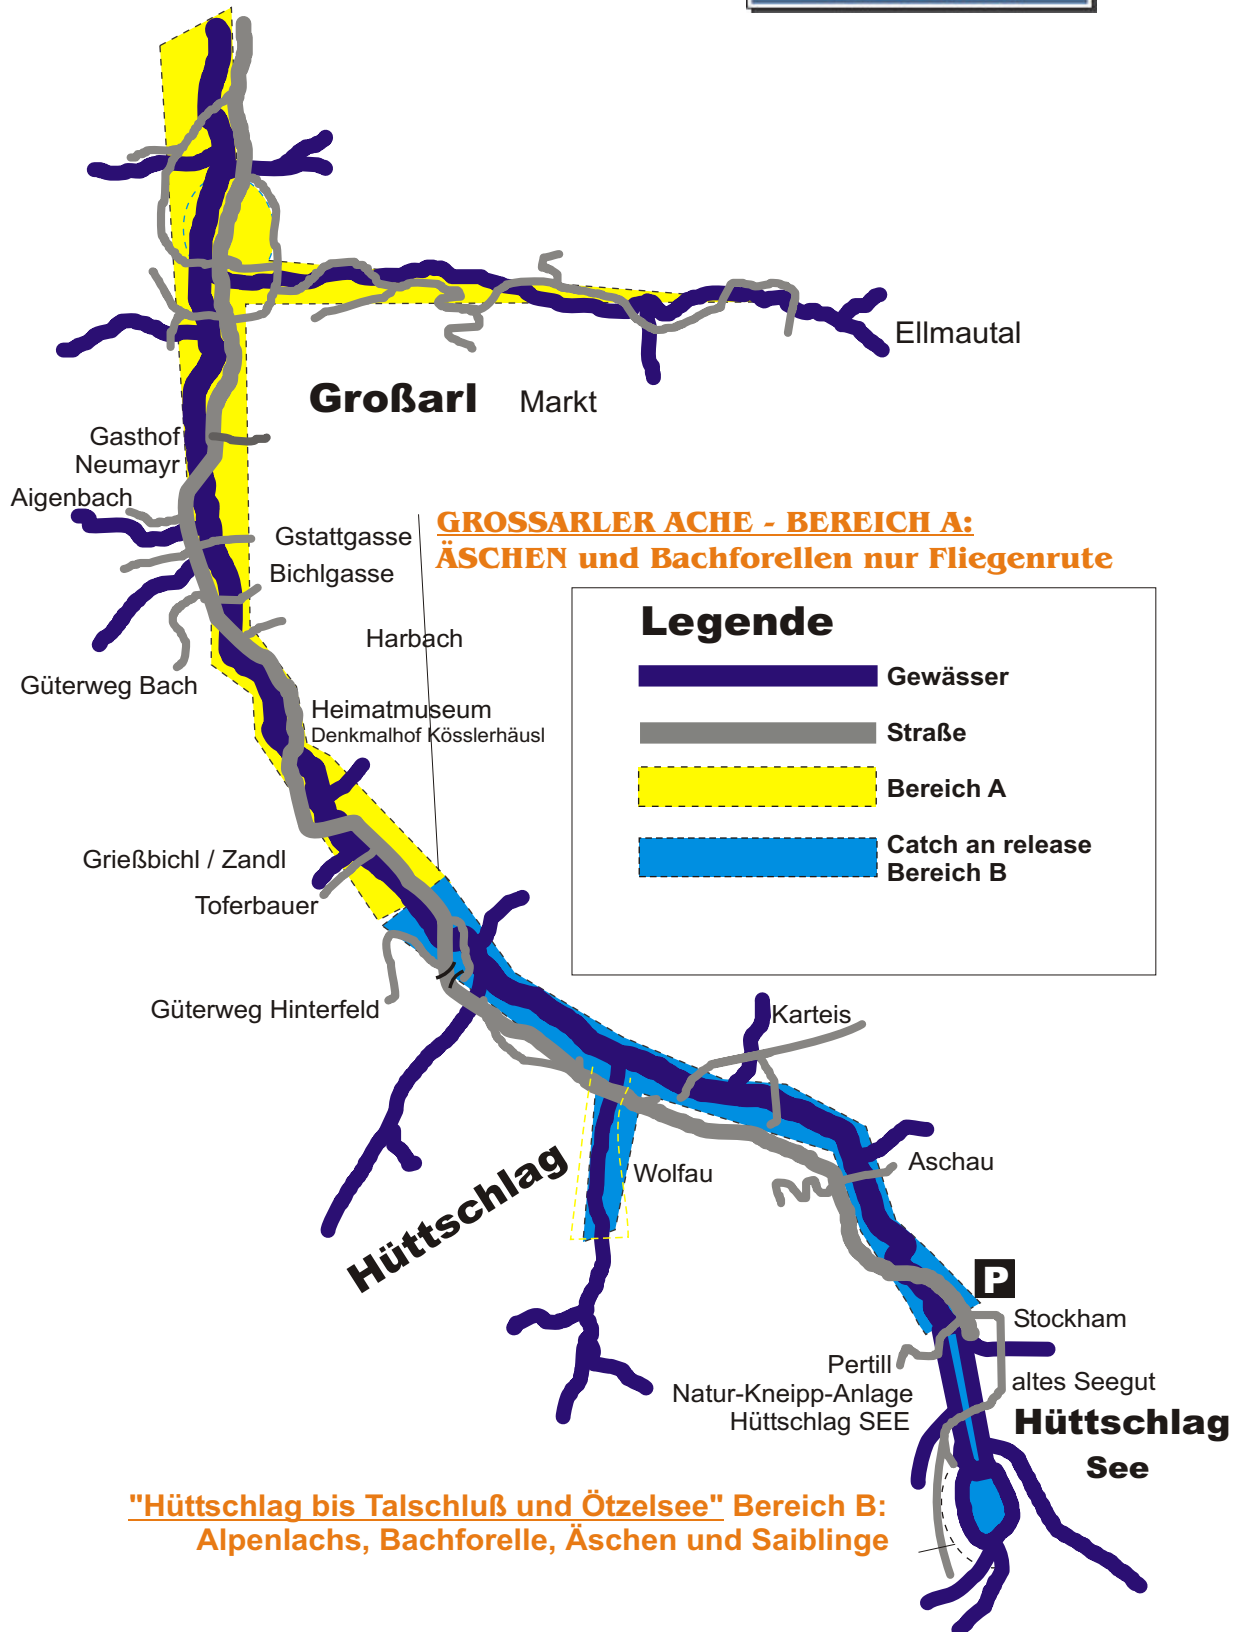 Ellmautal
Großarl Markt
Gasthof
Neumayr
Aigenbach
GROSSARLER ACHE - BEREICH A:
ÄSCHEN und Bachforellen nur Fliegenrute
Gstattgasse
Bichlgasse
Harbach
Güterweg Bach
Legende
Gewässer
Straße
Bereich A
Catch an release
Bereich B
Heimatmuseum
Denkmalhof Kösslerhäusl
Grießbichl / Zandl
Toferbauer
Güterweg Hinterfeld
Karteis
Hüttschlag
Wolfau
Aschau
P
Stockham
Pertill
Natur-Kneipp-Anlage
Hüttschlag SEE
altes Seegut
Hüttschlag
See
"Hüttschlag bis Talschluß und Ötzelsee" Bereich B:
Alpenlachs, Bachforelle, Äschen und Saiblinge